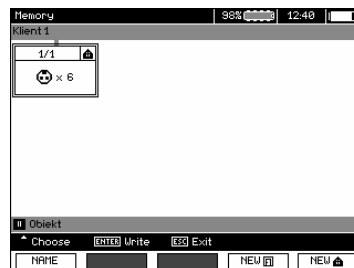 Memory 98% 12:40
Klient 1
1/1
x 6
Obiekt
Choose ENTER Write ESC Exit
NAME NEW NEW